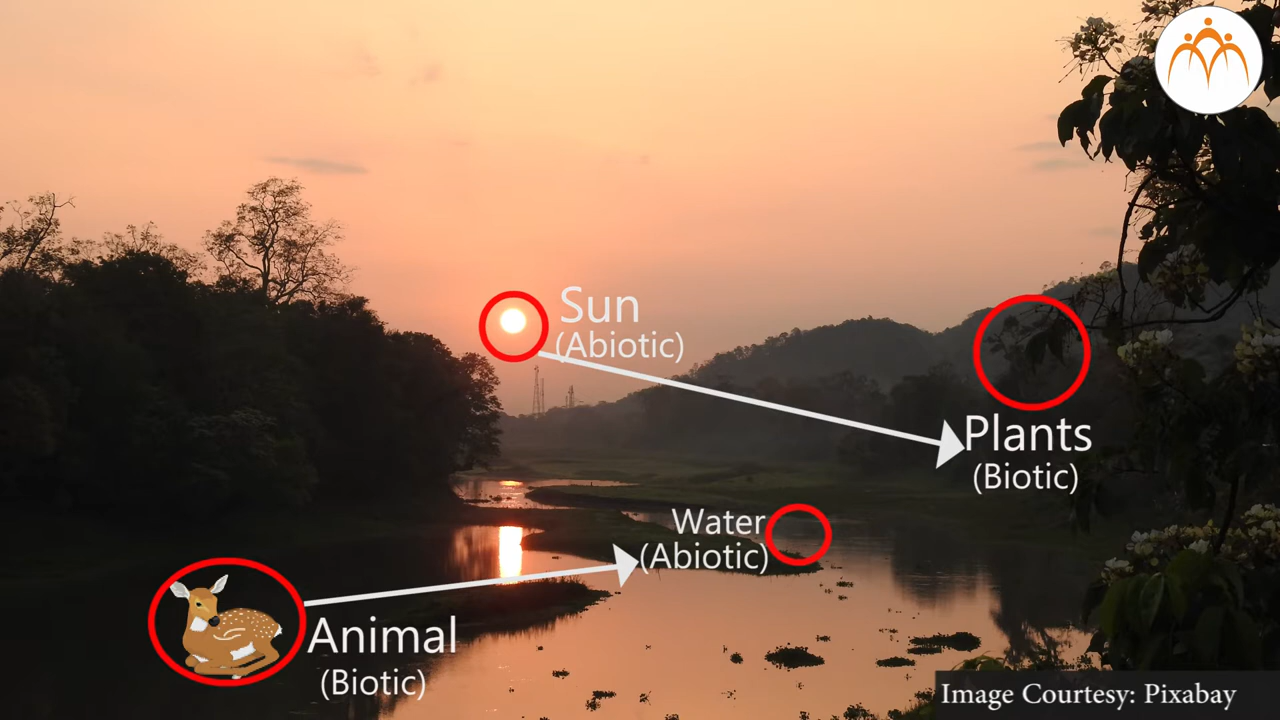 Sun
(Abiotic)
Plants
(Biotic)
Water
(Abiotic)
Animal
(Biotic)
Image Courtesy: Pixabay